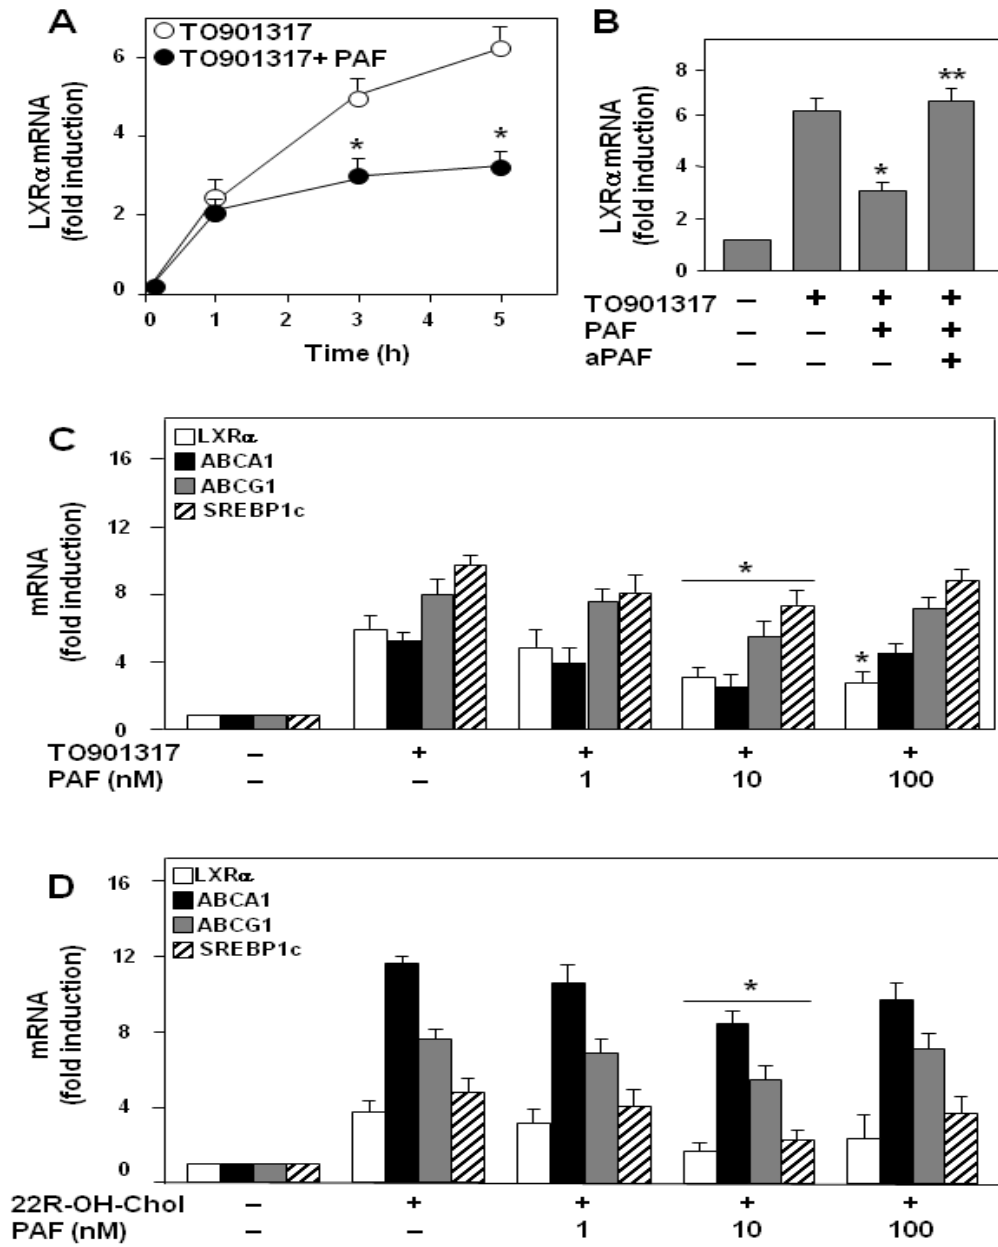 A
TO901317
TO901317+ PAF
LXRα mRNA
(fold induction)
6
4
2
0
*
*
0 1 2 3 4 5
Time (h)
B
LXRα mRNA
(fold induction)
8
6
4
2
0
*
**
TO901317 – + + +
PAF – – + +
aPAF – – – +
C
LXRα
ABCA1
ABCG1
SREBP1c
mRNA
(fold induction)
16
12
8
4
0
*
*
TO901317 – + + + +
PAF (nM) – – 1 10 100
D
LXRα
ABCA1
ABCG1
SREBP1c
mRNA
(fold induction)
16
12
8
4
0
*
22R-OH-Chol – + + + +
PAF (nM) – – 1 10 100